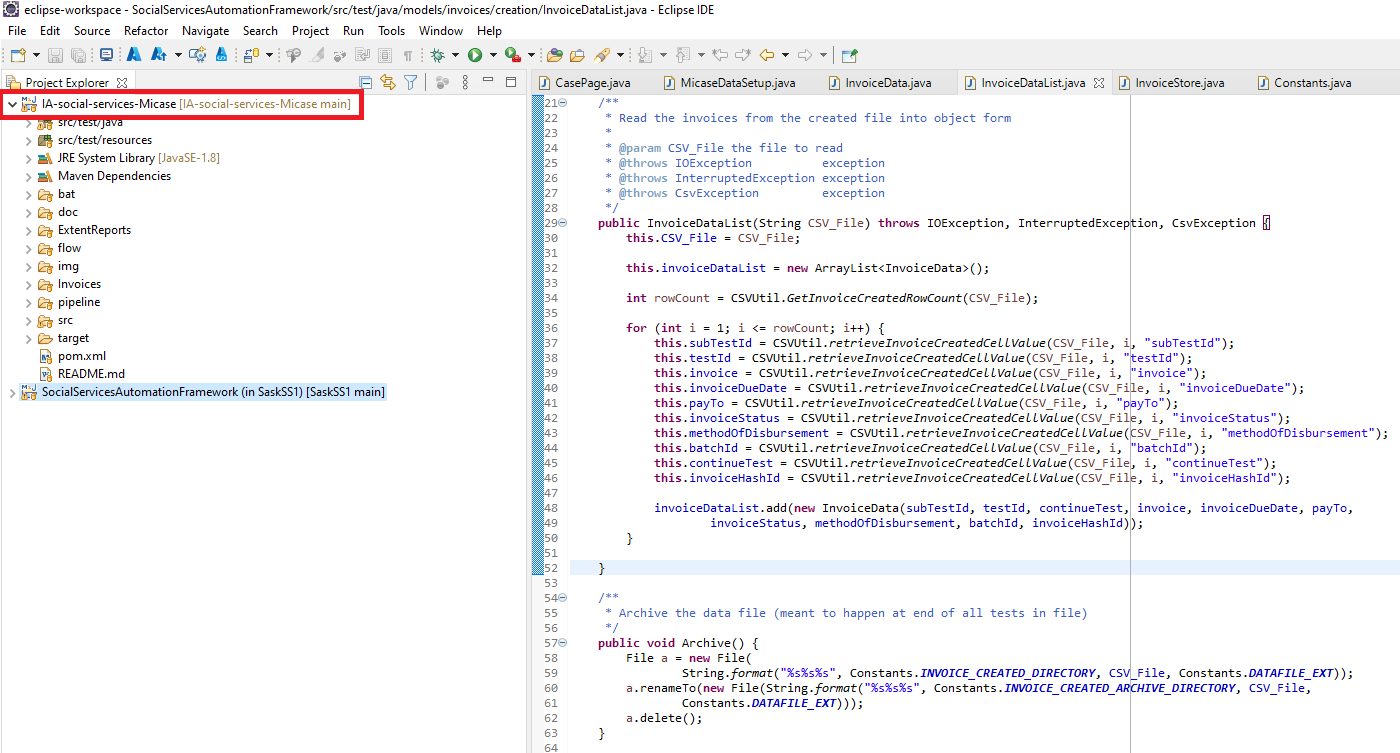 eclipse-workspace - SocialServicesAutomationFramework/src/test/java/models/invoices/creation/InvoiceDataList.java - Eclipse IDE
File Edit Source Refactor Navigate Search Project Run Tools Window Help
Project Explorer
IA-social-services-Micase [IA-social-services-Micase main]
src/test/java
src/test/resources
JRE System Library [JavaSE-1.8]
Maven Dependencies
bat
doc
ExtentReports
flow
img
Invoices
pipeline
src
target
pom.xml
README.md
SocialServicesAutomationFramework (in SaskSS1) [SaskSS1 main]
CasePage.java MicaseDataSetup.java InvoiceData.java InvoiceDataList.java InvoiceStore.java Constants.java
21 /**
22 * Read the invoices from the created file into object form
23 *
24 * @param CSV_File the file to read
25 * @throws IOException exception
26 * @throws InterruptedException exception
27 * @throws CsvException exception
28 */
29 public InvoiceDataList(String CSV_File) throws IOException, InterruptedException, CsvException {
30 this.CSV_File = CSV_File;
31
32 this.invoiceDataList = new ArrayList<InvoiceData>();
33
34 int rowCount = CSVUtil.GetInvoiceCreatedRowCount(CSV_File);
35
36 for (int i = 1; i <= rowCount; i++) {
37 this.subTestId = CSVUtil.retrieveInvoiceCreatedCellValue(CSV_File, i, "subTestId");
38 this.testId = CSVUtil.retrieveInvoiceCreatedCellValue(CSV_File, i, "testId");
39 this.invoice = CSVUtil.retrieveInvoiceCreatedCellValue(CSV_File, i, "invoice");
40 this.invoiceDueDate = CSVUtil.retrieveInvoiceCreatedCellValue(CSV_File, i, "invoiceDueDate");
41 this.payTo = CSVUtil.retrieveInvoiceCreatedCellValue(CSV_File, i, "payTo");
42 this.invoiceStatus = CSVUtil.retrieveInvoiceCreatedCellValue(CSV_File, i, "invoiceStatus");
43 this.methodOfDisbursement = CSVUtil.retrieveInvoiceCreatedCellValue(CSV_File, i, "methodOfDisbursement");
44 this.batchId = CSVUtil.retrieveInvoiceCreatedCellValue(CSV_File, i, "batchId");
45 this.continueTest = CSVUtil.retrieveInvoiceCreatedCellValue(CSV_File, i, "continueTest");
46 this.invoiceHashId = CSVUtil.retrieveInvoiceCreatedCellValue(CSV_File, i, "invoiceHashId");
47
48 invoiceDataList.add(new InvoiceData(subTestId, testId, continueTest, invoice, invoiceDueDate, payTo,
49 invoiceStatus, methodOfDisbursement, batchId, invoiceHashId));
50 }
51
52 }
53
54 /**
55 * Archive the data file (meant to happen at end of all tests in file)
56 */
57 public void Archive() {
58 File a = new File(
59 String.format("%s%s%s", Constants.INVOICE_CREATED_DIRECTORY, CSV_File, Constants.DATAFILE_EXT));
60 a.renameTo(new File(String.format("%s%s%s", Constants.INVOICE_CREATED_ARCHIVE_DIRECTORY, CSV_File,
61 Constants.DATAFILE_EXT)));
62 a.delete();
63 }
64